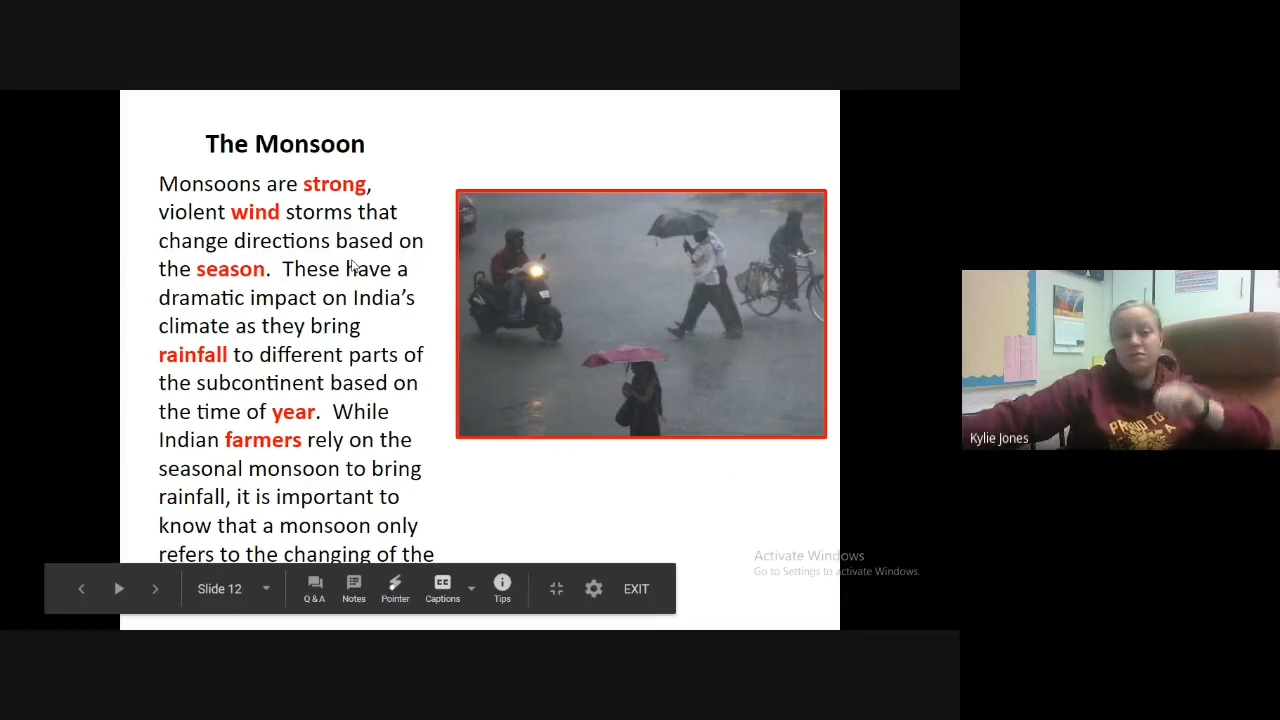 The Monsoon
Monsoons are strong,
violent wind storms that
change directions based on
the season. These have a
dramatic impact on India's
climate as they bring
rainfall to different parts of
the subcontinent based on
the time of year. While
Indian farmers rely on the
seasonal monsoon to bring
rainfall, it is important to
know that a monsoon only
refers to the changing of the
Slide 12
Q&A
Notes
Pointer
CC
Captions
Tips
EXIT
Activate Windows
Go to Settings to activate Windows.
PROUD TO
Kylie Jones